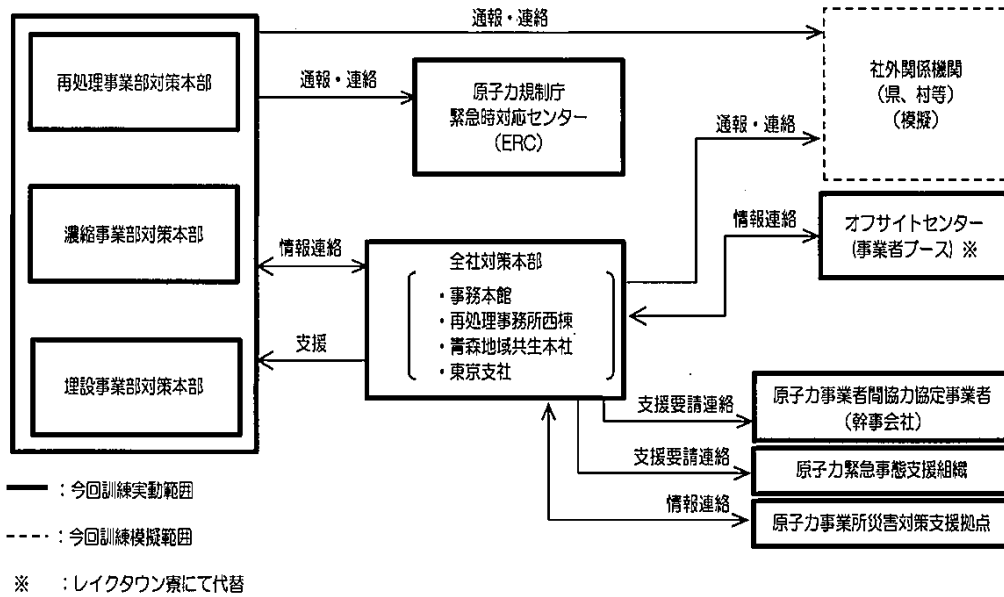 通報・連絡
再処理事業部対策本部
通報・連絡
原子力規制庁
緊急時対応センター
(ERC)
社外関係機関
(県、村等)
(模擬)
通報・連絡
濃縮事業部対策本部
情報連絡
全社対策本部
・事務本館
・再処理事務所西棟
・青森地域共生本社
・東京支社
情報連絡
オフサイトセンター
(事業者ブース) ※
支援
埋設事業部対策本部
支援要請連絡
原子力事業者間協力協定事業者
(幹事会社)
支援要請連絡
原子力緊急事態支援組織
情報連絡
原子力事業所災害対策支援拠点
:今回訓練実動範囲
:今回訓練模擬範囲
※ :レイクタウン寮にて代替